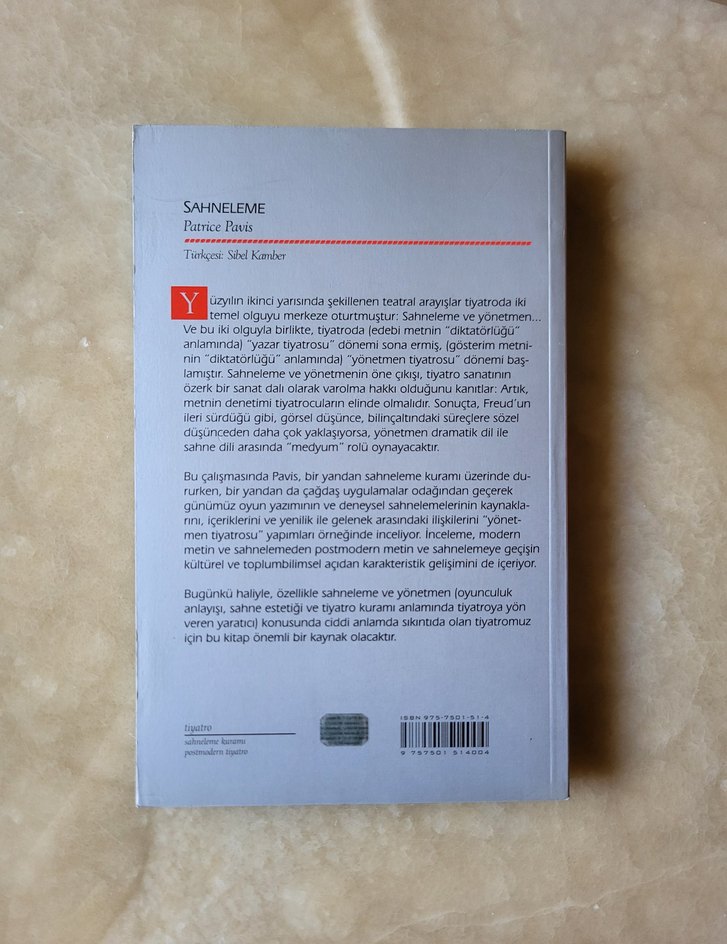 SAHNELEME
Patrice Pavis
Türkçesi: Sibel Kamber
Yüzyılın ikinci yarısında şekillenen teatral arayışlar tiyatroda iki
temel olguyu merkeze oturtmuştur: Sahneleme ve yönetmen...
Ve bu iki olguyla birlikte, tiyatroda (edebi metnin “diktatörlüğü”
anlamında) “yazar tiyatrosu” dönemi sona ermiş, (gösterim metni-
nin “diktatörlüğü” anlamında) “yönetmen tiyatrosu” dönemi baş-
lamıştır. Sahneleme ve yönetmenin öne çıkışı, tiyatro sanatının
özerk bir sanat dalı olarak varolma hakkı olduğunu kanıtlar: Artık,
metnin denetimi tiyatrocuların elinde olmalıdır. Sonuçta, Freud'un
ileri sürdüğü gibi, görsel düşünce, bilinçaltındaki süreçlere sözel
düşünceden daha çok yaklaşıyorsa, yönetmen dramatik dil ile
sahne dili arasında “medyum” rolü oynayacaktır.
Bu çalışmasında Pavis, bir yandan sahneleme kuramı üzerinde du-
rurken, bir yandan da çağdaş uygulamalar odağından geçerek
günümüz oyun yazımının ve deneysel sahnelemelerinin kaynakla-
rını, içeriklerini ve yenilik ile gelenek arasındaki ilişkilerini “yönet-
men tiyatrosu” yapımları örneğinde inceliyor. İnceleme, modern
metin ve sahnelemeden postmodern metin ve sahnelemeye geçişin
kültürel ve toplumbilimsel açıdan karakteristik gelişimini de içeriyor.
Bugünkü haliyle, özellikle sahneleme ve yönetmen (oyunculuk
anlayışı, sahne estetiği ve tiyatro kuramı anlamında tiyatroya yön
veren yaratıcı) konusunda ciddi anlamda sıkıntıda olan tiyatromuz
için bu kitap önemli bir kaynak olacaktır.
tiyatro
sahneleme kuramı
postmodern tiyatro
ISBN 975-7501-51-4
9 757501 514004